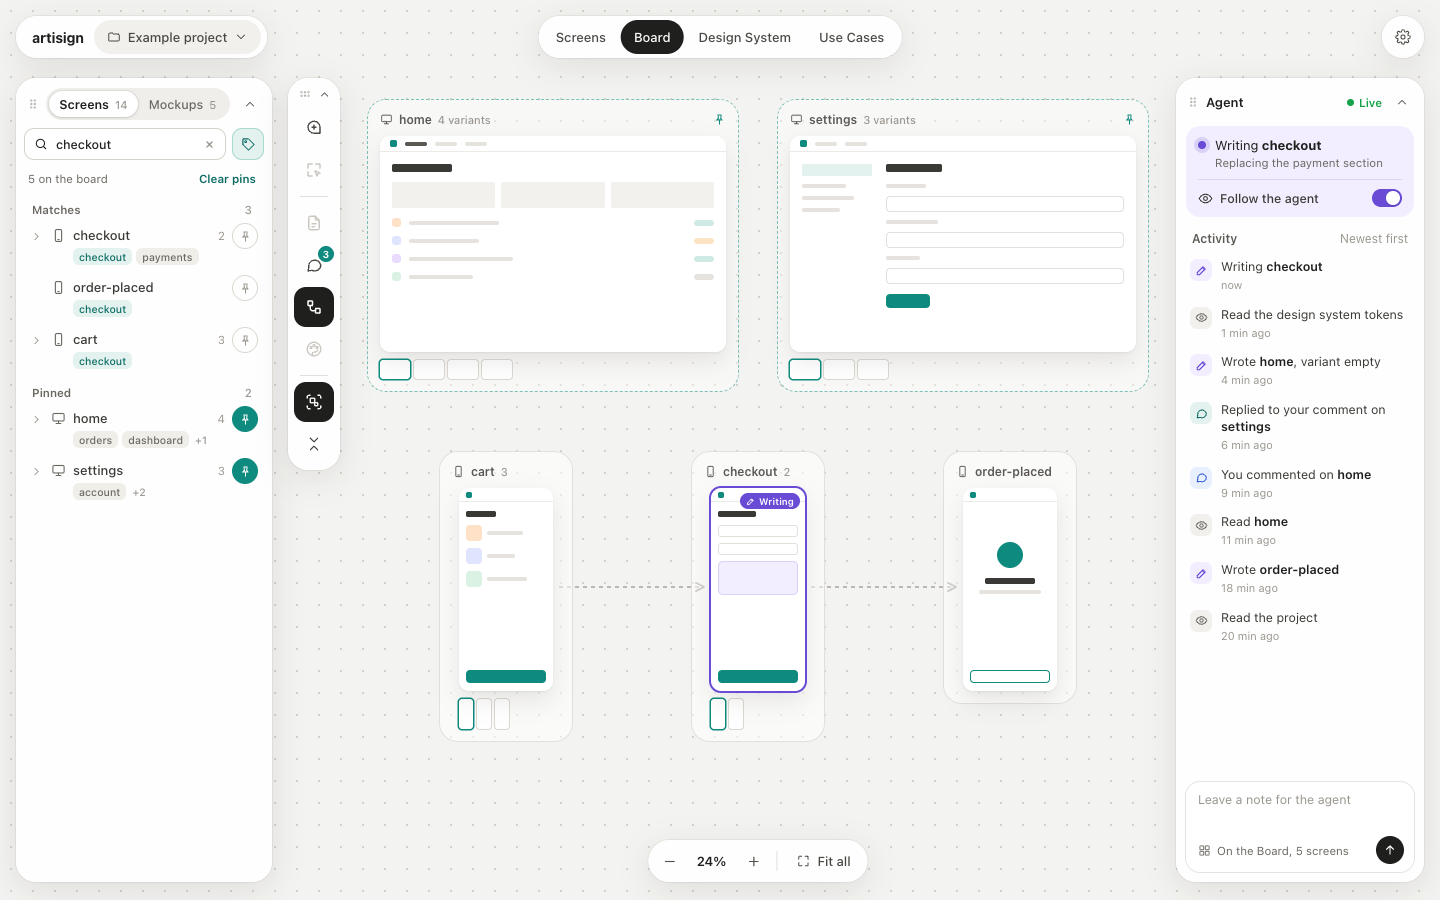 artisign
Example project
Screens
Board
Design System
Use Cases
Screens 14
Mockups 5
checkout
5 on the board
Clear pins
Matches 3
checkout 2
checkout payments
order-placed
checkout
cart 3
checkout
Pinned 2
home 4
orders dashboard +1
settings 3
account +2
3
home 4 variants
settings 3 variants
cart 3
checkout 2
Writing
order-placed
24%
Fit all
Agent
Live
Writing checkout
Replacing the payment section
Follow the agent
Activity
Newest first
Writing checkout
now
Read the design system tokens
1 min ago
Wrote home, variant empty
4 min ago
Replied to your comment on
settings
6 min ago
You commented on home
9 min ago
Read home
11 min ago
Wrote order-placed
18 min ago
Read the project
20 min ago
Leave a note for the agent
On the Board, 5 screens